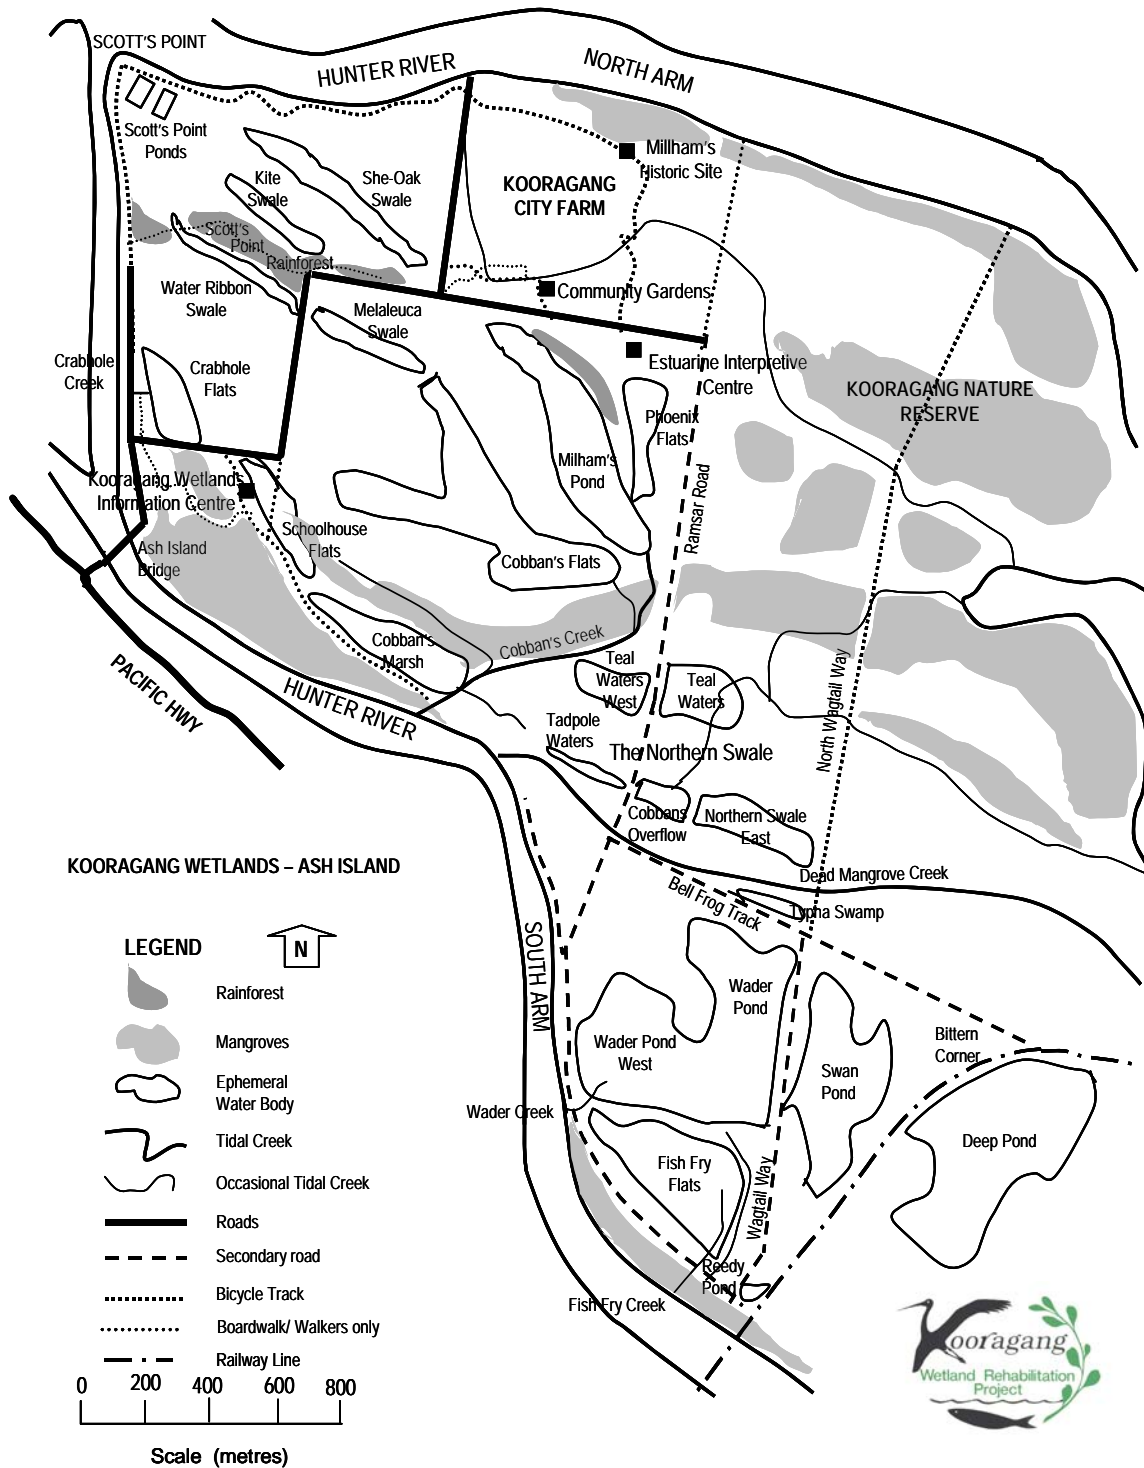 SCOTT'S POINT
HUNTER RIVER
NORTH ARM
Scott's Point
Ponds
Millham's
Historic Site
Kite
Swale
She-Oak
Swale
KOORAGANG
CITY FARM
Scott's
Point
Rainforest
Water Ribbon
Swale
Community Gardens
Melaleuca
Swale
Crabhole
Creek
Crabhole
Flats
Estuarine Interpretive
Centre
KOORAGANG NATURE
RESERVE
Phoenix
Flats
Milham's
Pond
Ramsar Road
Kooragang Wetlands
Information Centre
Schoolhouse
Flats
Ash Island
Bridge
Cobban's Flats
Cobban's
Marsh
Cobban's Creek
Teal
Waters
West
Teal
Waters
PACIFIC HWY
HUNTER RIVER
North Wagtail Way
Tadpole
Waters
The Northern Swale
Cobbans
Overflow
Northern Swale
East
Dead Mangrove Creek
Bell Frog Track
Typha Swamp
KOORAGANG WETLANDS – ASH ISLAND
SOUTH ARM
Wader
Pond
Wader Pond
West
Swan
Pond
Bittern
Corner
Deep Pond
Wader Creek
Fish Fry
Flats
Wagtail Way
Reedy
Pond
Fish Fry Creek
LEGEND
N
Rainforest
Mangroves
Ephemeral
Water Body
Tidal Creek
Occasional Tidal Creek
Roads
Secondary road
Bicycle Track
Boardwalk/ Walkers only
Railway Line
0 200 400 600 800
Scale (metres)
Kooragang
Wetland Rehabilitation
Project